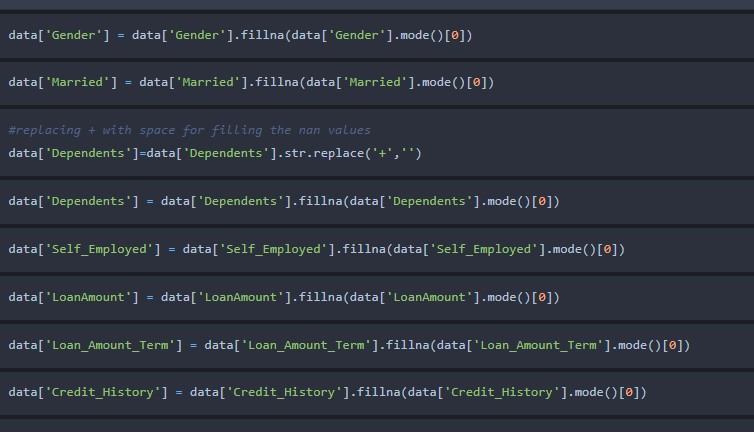 data['Gender'] = data['Gender'].fillna(data['Gender'].mode()[0])
data['Married'] = data['Married'].fillna(data['Married'].mode()[0])
#replacing + with space for filling the nan values
data['Dependents']=data['Dependents'].str.replace('+','')
data['Dependents'] = data['Dependents'].fillna(data['Dependents'].mode()[0])
data['Self_Employed'] = data['Self_Employed'].fillna(data['Self_Employed'].mode()[0])
data['LoanAmount'] = data['LoanAmount'].fillna(data['LoanAmount'].mode()[0])
data['Loan_Amount_Term'] = data['Loan_Amount_Term'].fillna(data['Loan_Amount_Term'].mode()[0])
data['Credit_History'] = data['Credit_History'].fillna(data['Credit_History'].mode()[0])